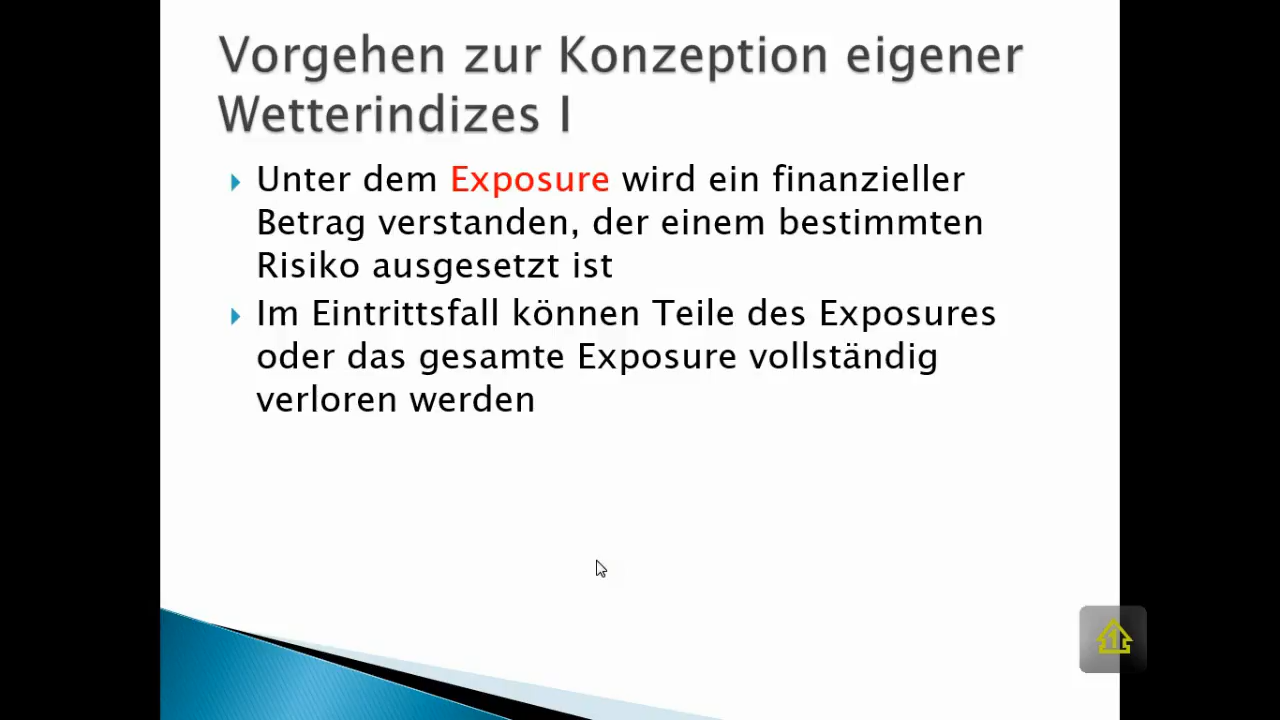 Vorgehen zur Konzeption eigener
Wetterindizes I
Unter dem Exposure wird ein finanzieller
Betrag verstanden, der einem bestimmten
Risiko ausgesetzt ist
Im Eintrittsfall können Teile des Exposures
oder das gesamte Exposure vollständig
verloren werden
1